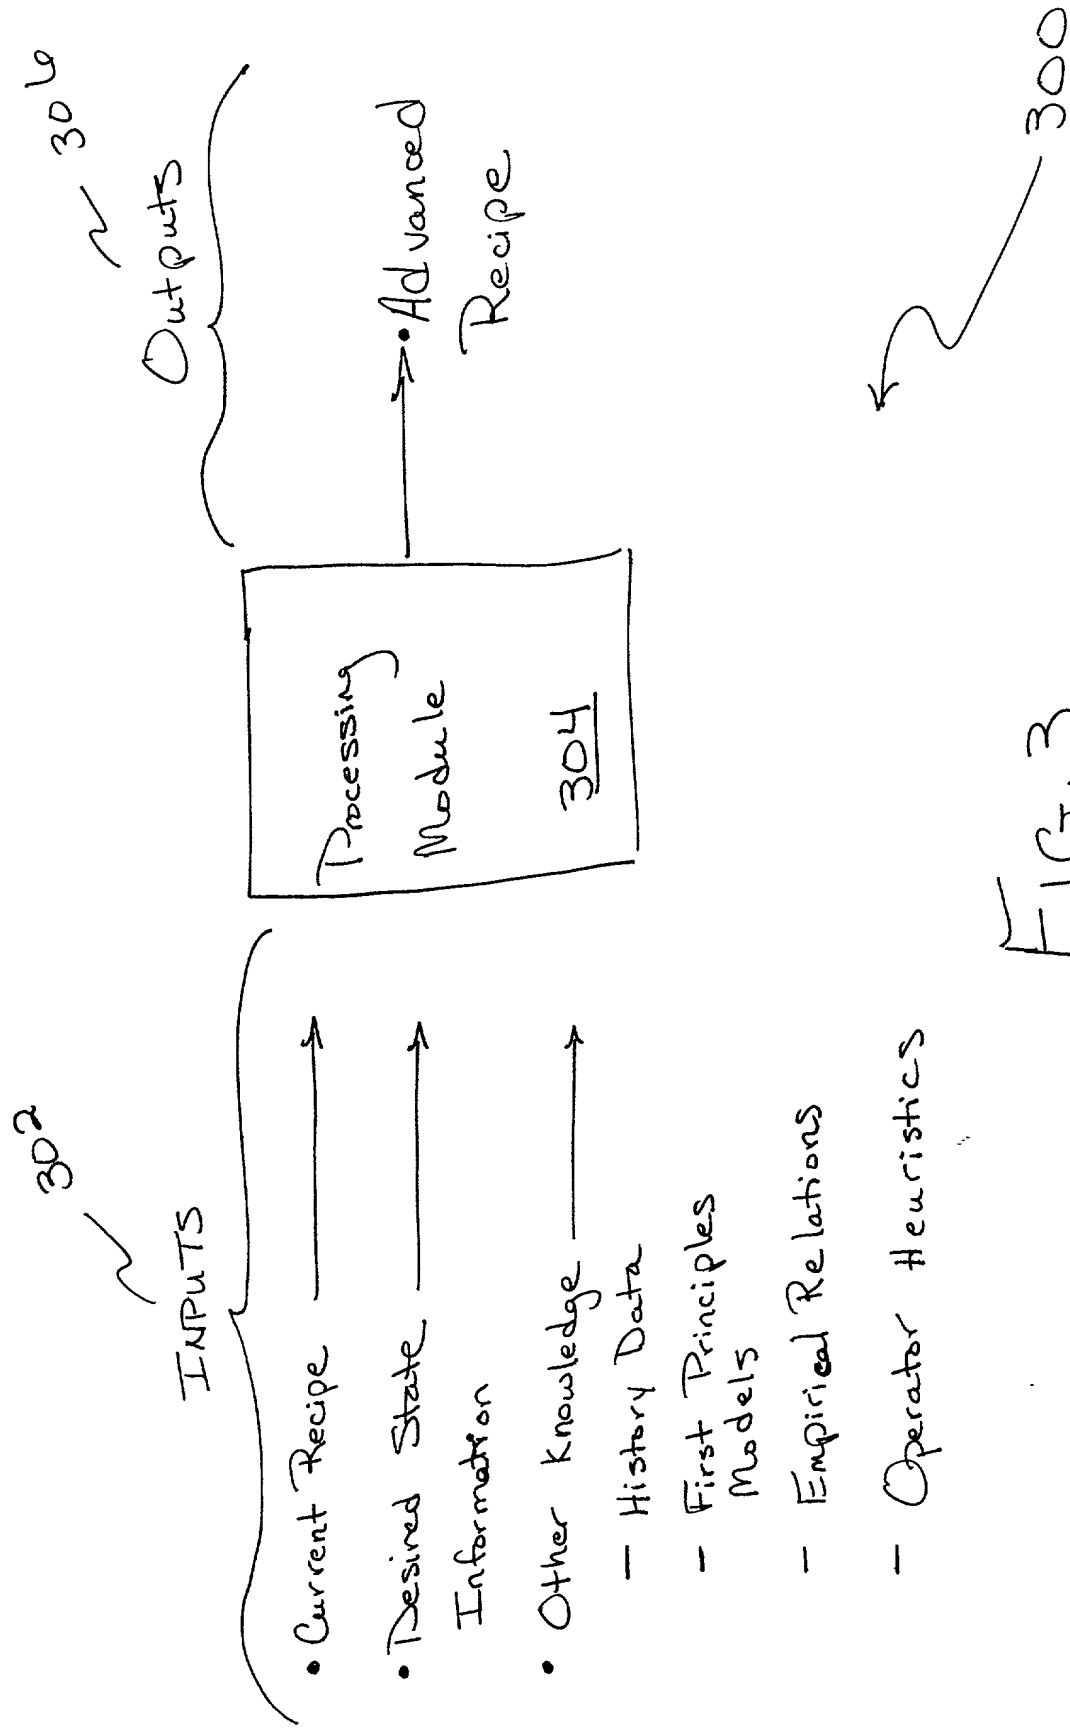 302
INPUTS
• Current Recipe
• Desired State
Information
• Other Knowledge
- History Data
- First Principles
Models
- Empirical Relations
- Operator Heuristics
Processing
Module
304
306
Outputs
• Advanced
Recipe
300
FIG. 3